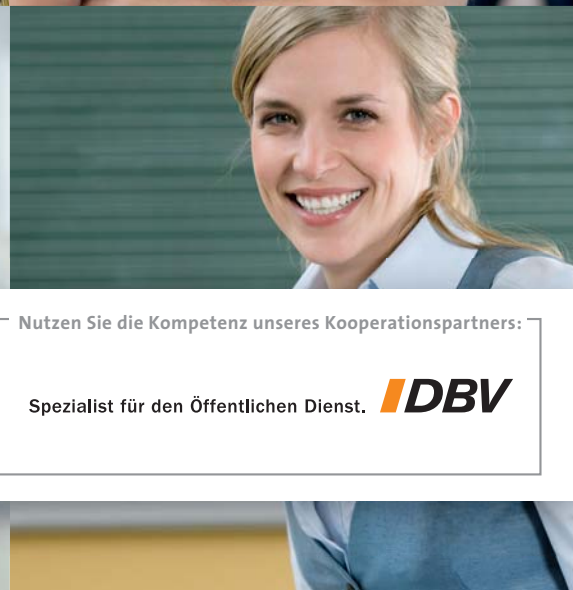 Nutzen Sie die Kompetenz unseres Kooperationspartners:
Spezialist für den Öffentlichen Dienst. DBV